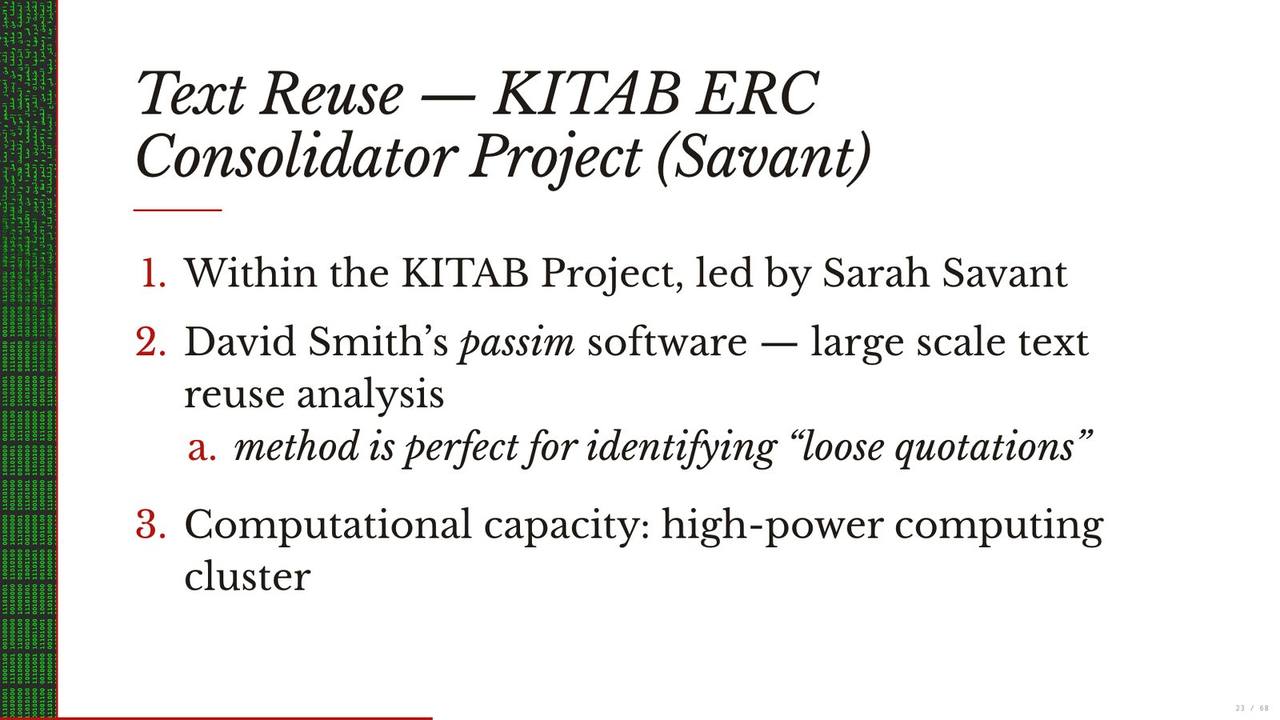 Text Reuse — KITAB ERC
Consolidator Project (Savant)
1. Within the KITAB Project, led by Sarah Savant
2. David Smith’s passim software — large scale text
reuse analysis
a. method is perfect for identifying “loose quotations”
3. Computational capacity: high-power computing
cluster
23 / 68